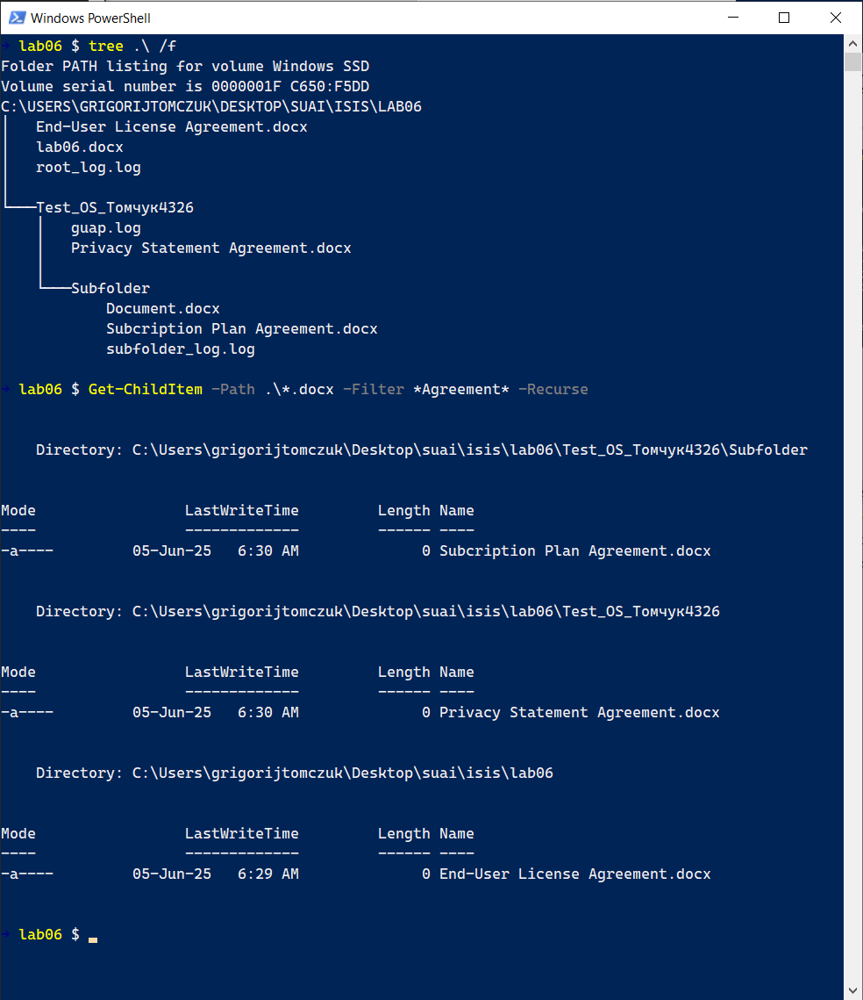 Windows PowerShell
→ lab06 $ tree .\ /f
Folder PATH listing for volume Windows SSD
Volume serial number is 0000001F C650:F5DD
C:\USERS\GRIGORIJTOMCZUK\DESKTOP\SUAI\ISIS\LAB06
│   End-User License Agreement.docx
│   lab06.docx
│   root_log.log
│
└───Test_OS_Томчук4326
    │   guap.log
    │   Privacy Statement Agreement.docx
    │
    └───Subfolder
            Document.docx
            Subcription Plan Agreement.docx
            subfolder_log.log
→ lab06 $ Get-ChildItem -Path .\*.docx -Filter *Agreement* -Recurse
    Directory: C:\Users\grigorijtomczuk\Desktop\suai\isis\lab06\Test_OS_Томчук4326\Subfolder
Mode                 LastWriteTime         Length Name
----                 -------------         ------ ----
-a----         05-Jun-25   6:30 AM              0 Subcription Plan Agreement.docx
    Directory: C:\Users\grigorijtomczuk\Desktop\suai\isis\lab06\Test_OS_Томчук4326
Mode                 LastWriteTime         Length Name
----                 -------------         ------ ----
-a----         05-Jun-25   6:30 AM              0 Privacy Statement Agreement.docx
    Directory: C:\Users\grigorijtomczuk\Desktop\suai\isis\lab06
Mode                 LastWriteTime         Length Name
----                 -------------         ------ ----
-a----         05-Jun-25   6:29 AM              0 End-User License Agreement.docx
→ lab06 $